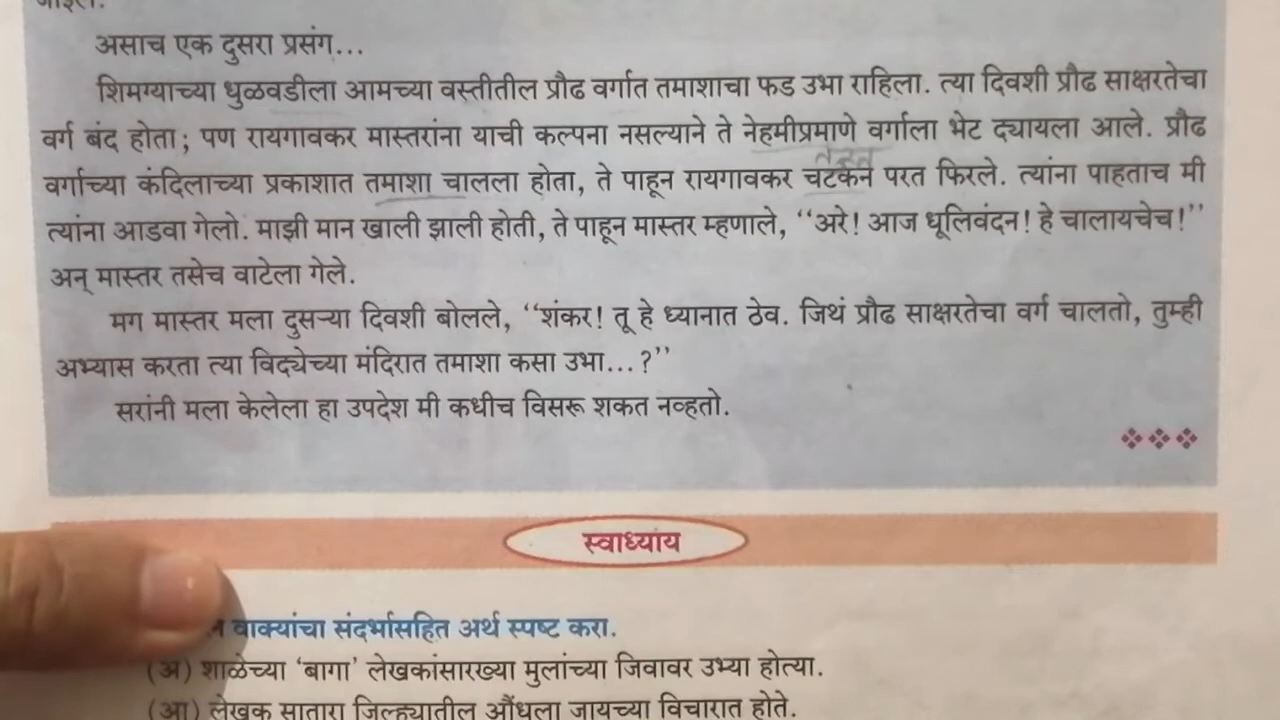 असाच एक दुसरा प्रसंग...
शिमग्याच्या धुळवडीला आमच्या वस्तीतील प्रौढ वर्गात तमाशाचा फड उभा राहिला. त्या दिवशी प्रौढ साक्षरतेचा
वर्ग बंद होता; पण रायगावकर मास्तरांना याची कल्पना नसल्याने ते नेहमीप्रमाणे वर्गाला भेट द्यायला आले. प्रौढ
वर्गाच्या कंदिलाच्या प्रकाशात तमाशा चालला होता, ते पाहून रायगावकर चटकन परत फिरले. त्यांना पाहताच मी
त्यांना आडवा गेलो. माझी मान खाली झाली होती, ते पाहून मास्तर म्हणाले, ‘‘अरे! आज धूलिवंदन! हे चालायचेच!’’
अन् मास्तर तसेच वाटेला गेले.
मग मास्तर मला दुसऱ्या दिवशी बोलले, ‘‘शंकर! तू हे ध्यानात ठेव. जिथं प्रौढ साक्षरतेचा वर्ग चालतो, तुम्ही
अभ्यास करता त्या विद्येच्या मंदिरात तमाशा कसा उभा...?’’
सरांनी मला केलेला हा उपदेश मी कधीच विसरू शकत नव्हतो.
स्वाध्याय
वाक्यांचा संदर्भासहित अर्थ स्पष्ट करा.
(अ) शाळेच्या ‘बागा’ लेखकांसारख्या मुलांच्या जिवावर उभ्या होत्या.
(आ) लेखक सातारा जिल्ह्यातील औंधला जायच्या विचारात होते.